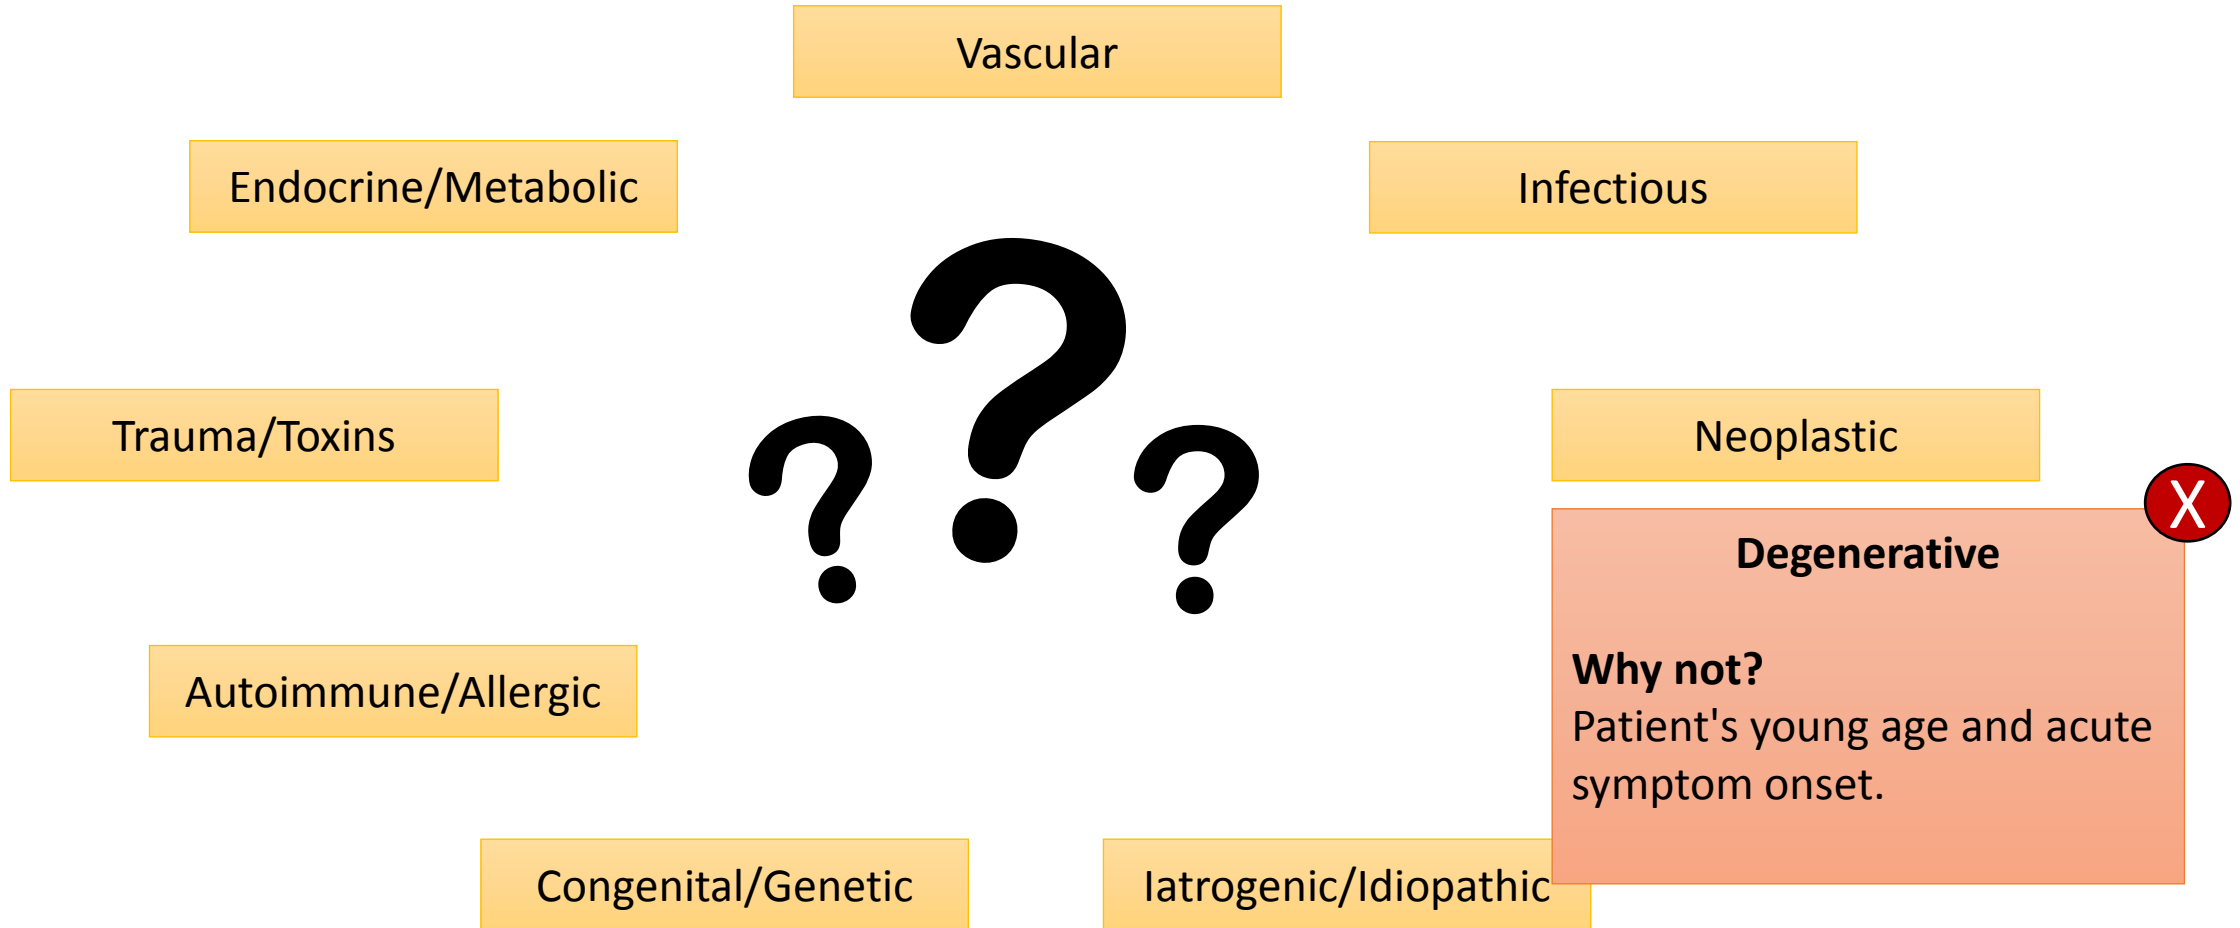 Vascular
Endocrine/Metabolic
Infectious
Trauma/Toxins
Neoplastic
X
Degenerative
Why not?
Patient's young age and acute
symptom onset.
Autoimmune/Allergic
Congenital/Genetic
Iatrogenic/Idiopathic